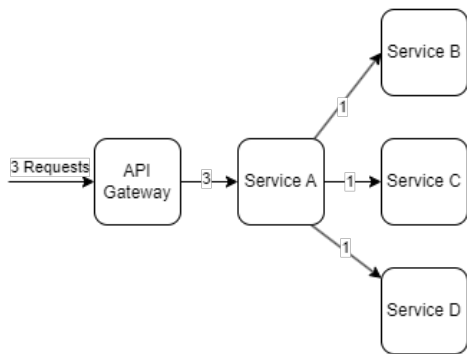 3 Requests
API
Gateway
3
Service A
1
Service B
1
Service C
1
Service D